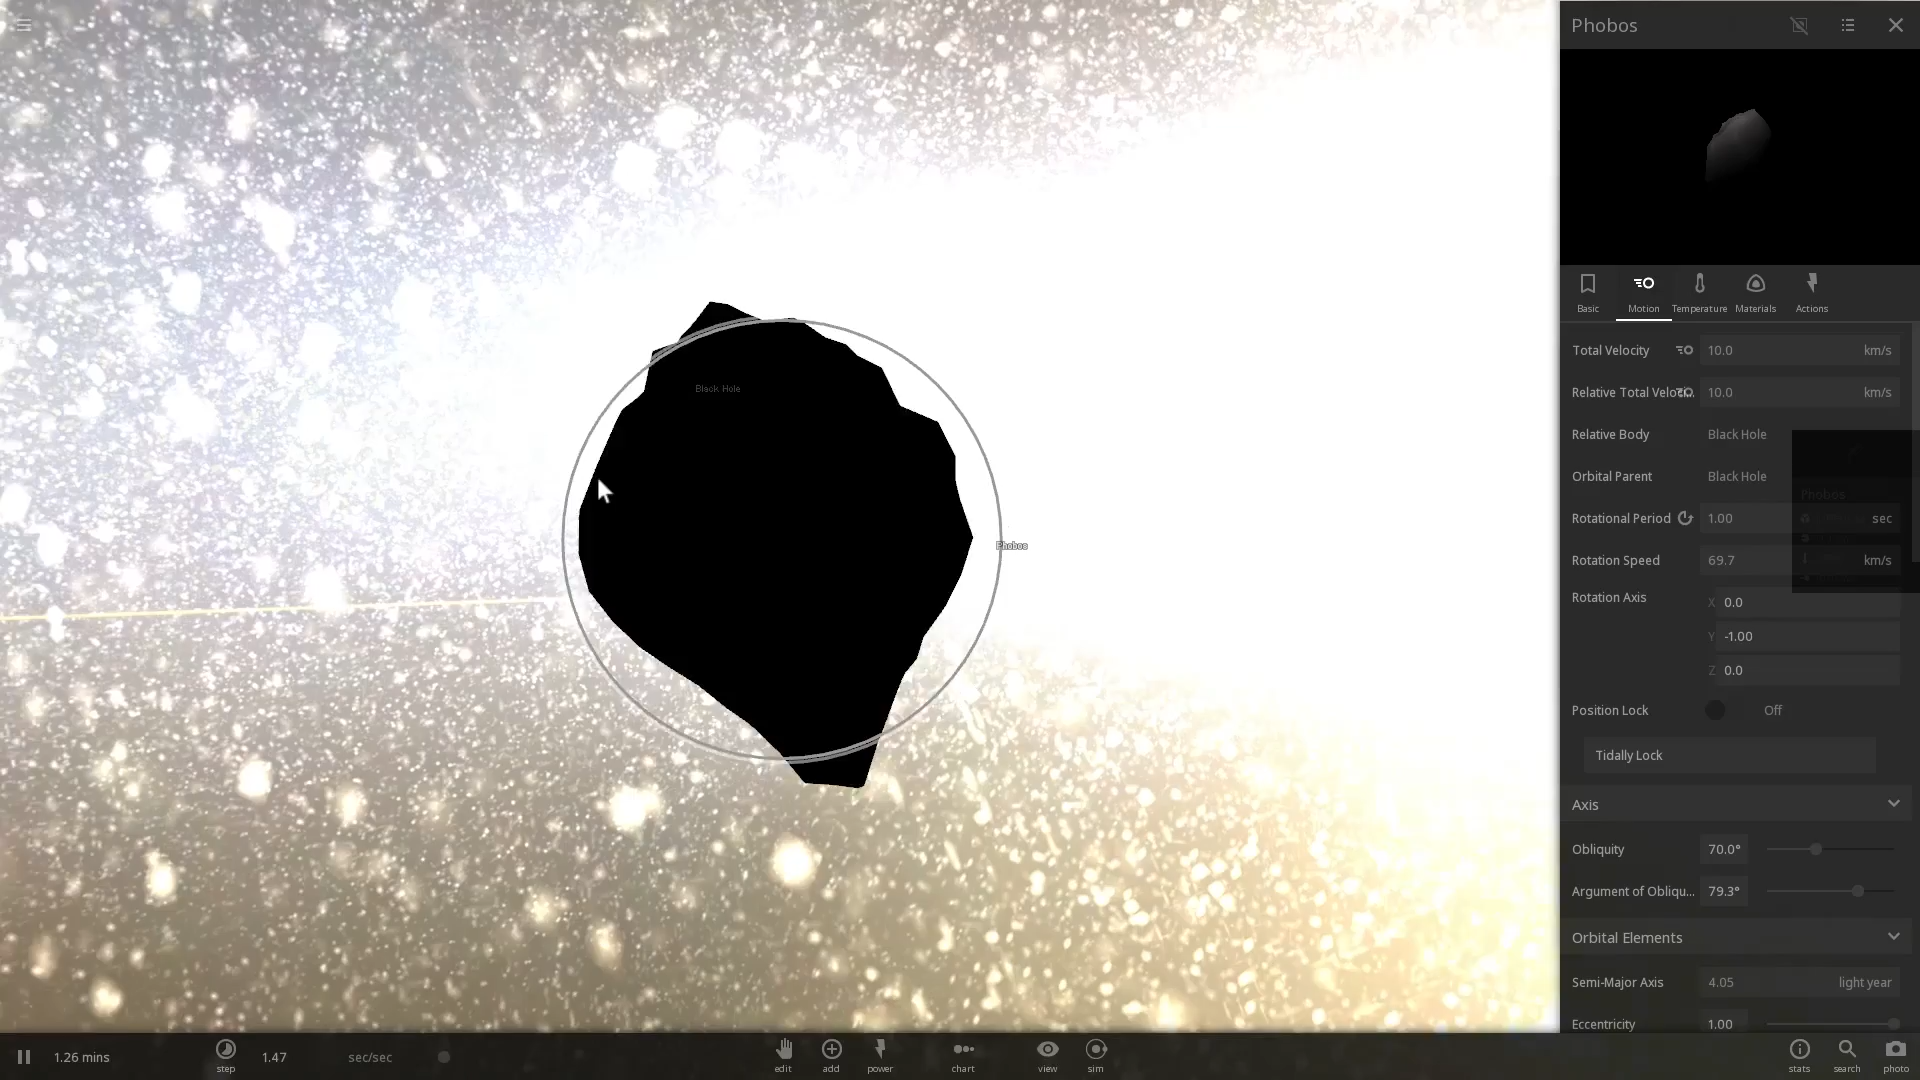 Phobos
Basic
Motion
Temperature
Materials
Actions
Total Velocity 10.0 km/s
Relative Total Veloci... 10.0 km/s
Relative Body Black Hole
Orbital Parent Black Hole
Phobos
Rotational Period 1.00 sec
Rotation Speed 69.7 km/s
Rotation Axis X 0.0
Y -1.00
Z 0.0
Position Lock Off
Tidally Lock
Axis
Obliquity 70.0°
Argument of Obliqu... 79.3°
Orbital Elements
Semi-Major Axis 4.05 light year
Eccentricity 1.00
Black Hole
Phobos
1.26 mins
step
1.47 sec/sec
edit
add
power
chart
view
sim
stats
search
photo